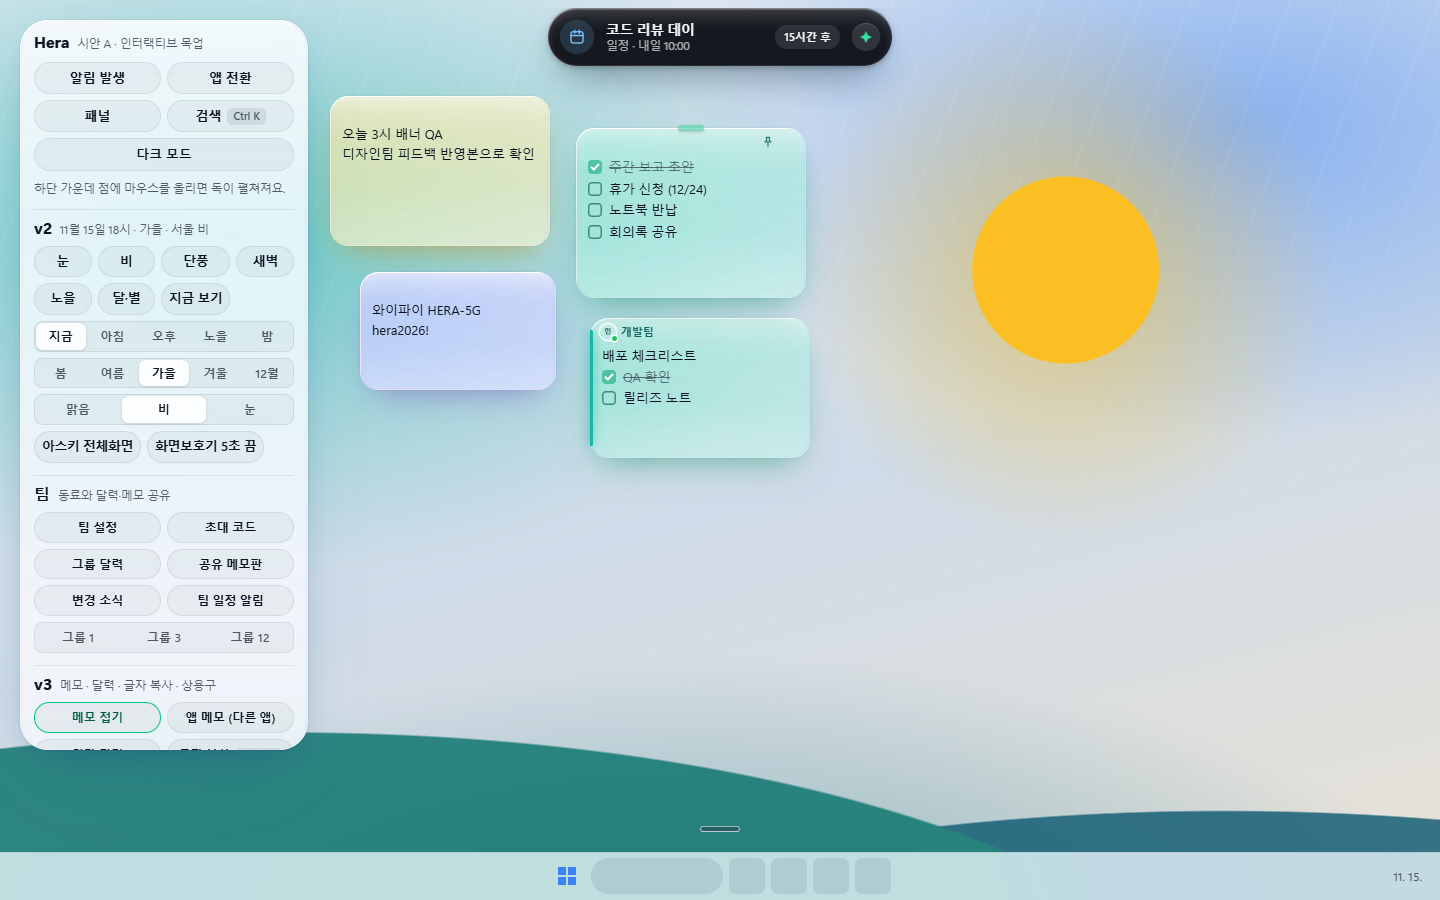 Hera 시안 A · 인터랙티브 목업
알림 발생
앱 전환
패널
검색 Ctrl K
다크 모드
하단 가운데 점에 마우스를 올리면 독이 펼쳐져요.
v2 11월 15일 18시 · 가을 · 서울 비
눈
비
단풍
새벽
노을
달·별
지금 보기
지금
아침
오후
노을
밤
봄
여름
가을
겨울
12월
맑음
비
눈
아스키 전체화면
화면보호기 5초 끔
팀 동료와 달력·메모 공유
팀 설정
초대 코드
그룹 달력
공유 메모판
변경 소식
팀 일정 알림
그룹 1
그룹 3
그룹 12
v3 메모 · 달력 · 글자 복사 · 상용구
메모 접기
앱 메모 (다른 앱)
코드 리뷰 데이
일정 · 내일 10:00
15시간 후
오늘 3시 배너 QA
디자인팀 피드백 반영본으로 확인
주간 보고 초안
휴가 신청 (12/24)
노트북 반납
회의록 공유
와이파이 HERA-5G
hera2026!
민 개발팀
배포 체크리스트
QA 확인
릴리즈 노트
11. 15.